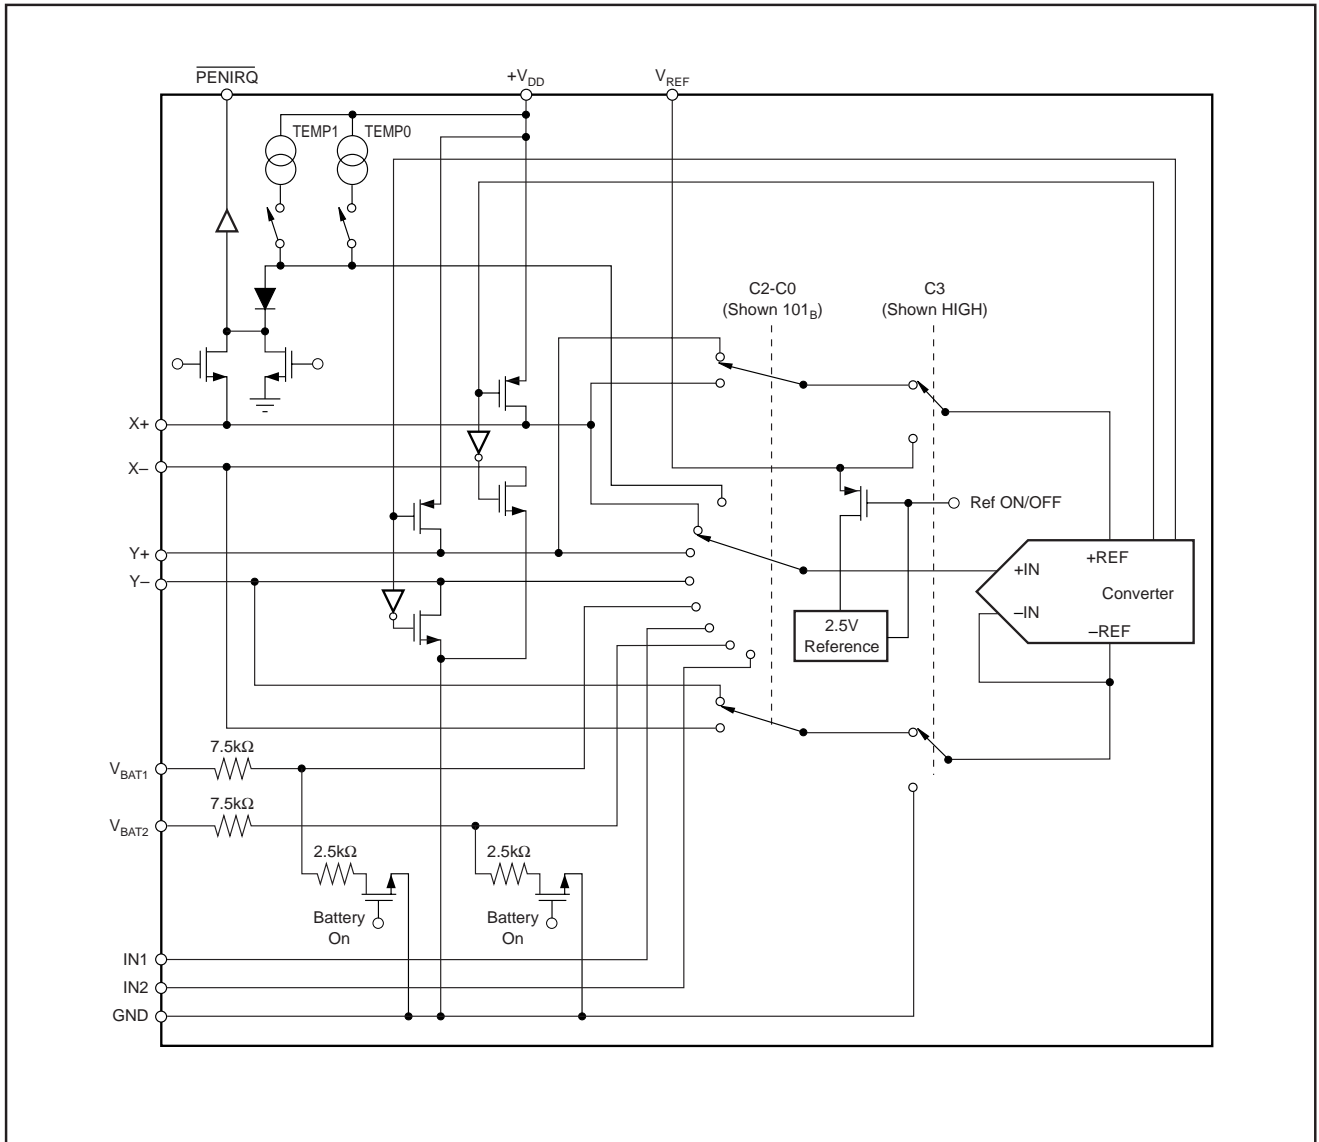 PENIRQ
+VDD
VREF
TEMP1
TEMP0
C2-C0
(Shown 101B)
C3
(Shown HIGH)
X+
X–
Ref ON/OFF
Y+
Y–
+IN
+REF
Converter
–IN
–REF
2.5V
Reference
7.5kΩ
VBAT1
7.5kΩ
VBAT2
2.5kΩ
2.5kΩ
Battery
On
Battery
On
IN1
IN2
GND